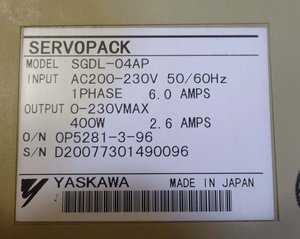 SERVOPACK
MODEL SGDL-04AP
INPUT AC200-230V 50/60Hz
1PHASE 6.0 AMPS
OUTPUT 0-230VMAX
400W 2.6 AMPS
O/N 0P5281-3-96
S/N D20077301490096
YASKAWA MADE IN JAPAN